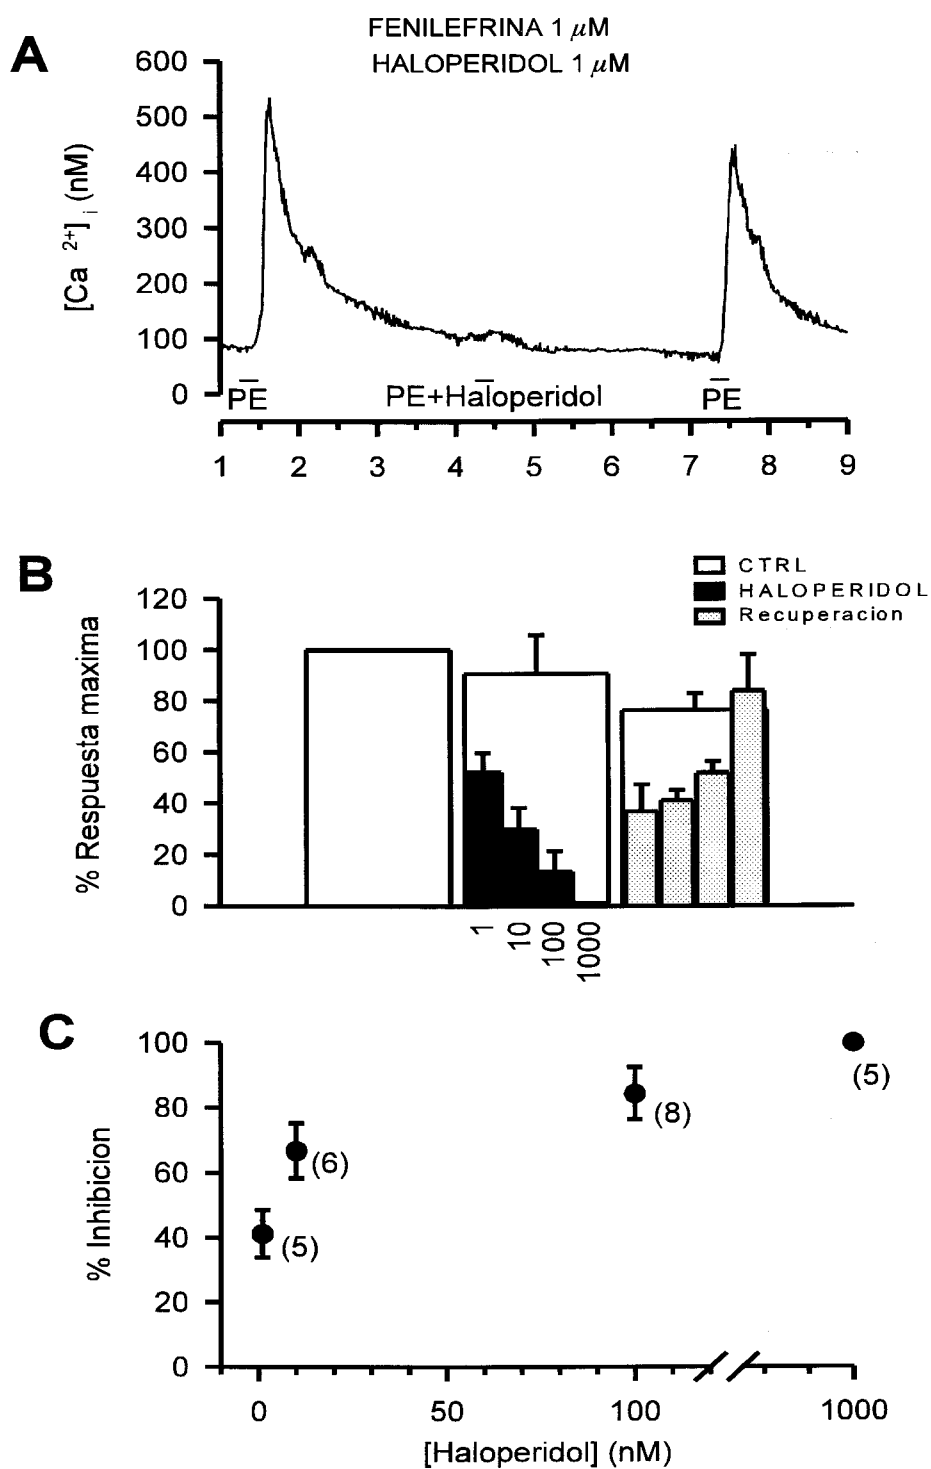 A
FENILEFRINA 1 μM
HALOPERIDOL 1 μM
600
500
400
300
200
100
0
[Ca 2+] i (nM)
PE
PE+Haloperidol
PE
1 2 3 4 5 6 7 8 9
B
CTRL
HALOPERIDOL
Recuperacion
120
100
80
60
40
20
0
% Respuesta maxima
1
10
100
1000
C
100
80
60
40
20
0
% Inhibicion
(5)
(6)
(8)
(5)
0 50 100 1000
[Haloperidol] (nM)